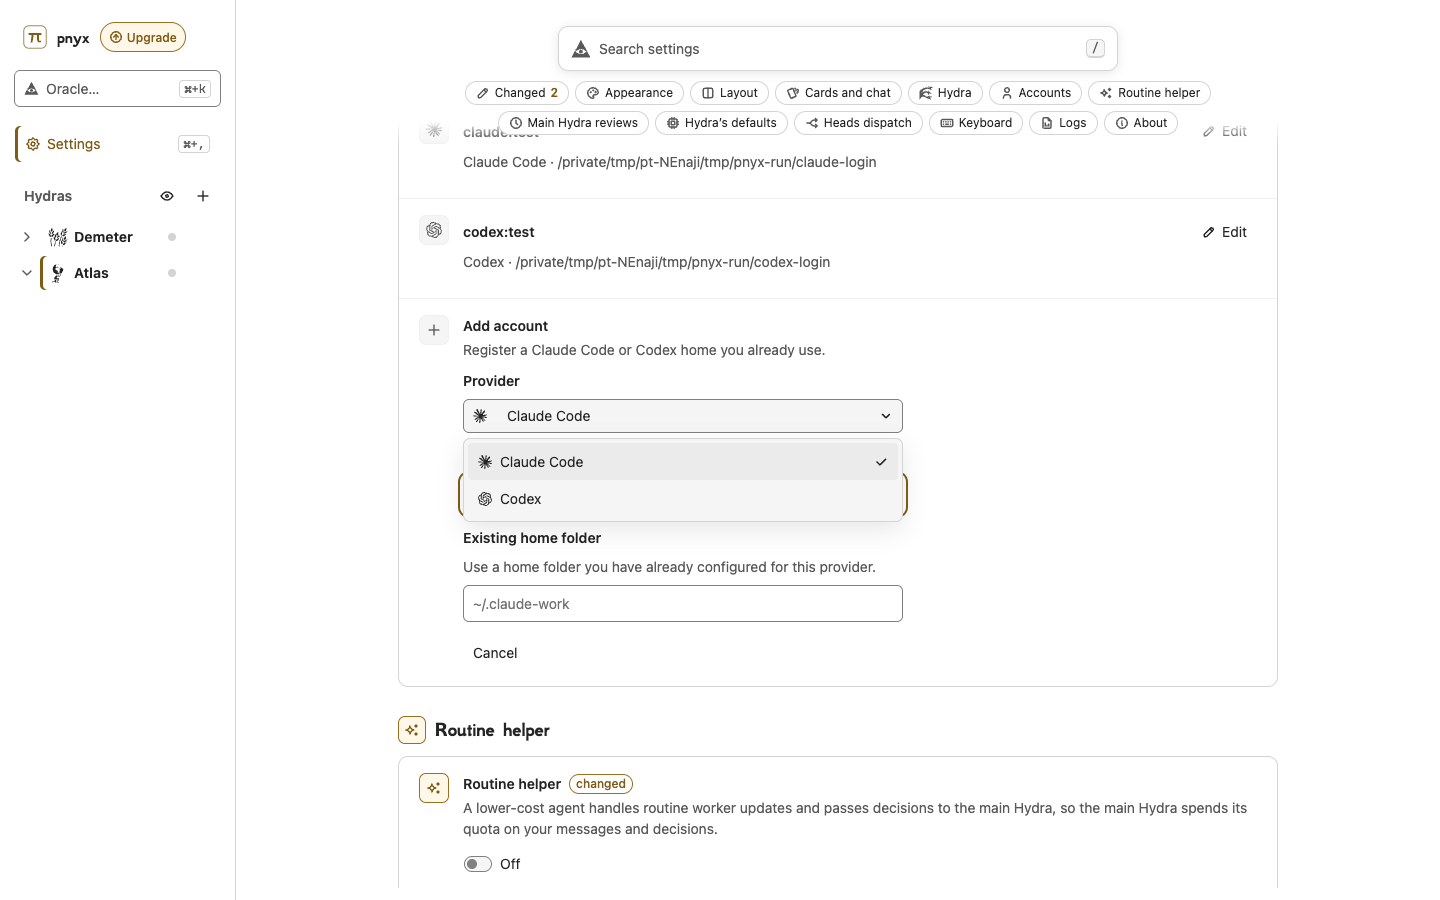 pnyx
Upgrade
Oracle...
⌘+K
Settings
⌘+,
Hydras
Demeter
Atlas
Search settings
/
Changed 2
Appearance
Layout
Cards and chat
Hydra
Accounts
Routine helper
Main Hydra reviews
Hydra's defaults
Heads dispatch
Keyboard
Logs
About
claude:test
Edit
Claude Code · /private/tmp/pt-NEnaji/tmp/pnyx-run/claude-login
codex:test
Edit
Codex · /private/tmp/pt-NEnaji/tmp/pnyx-run/codex-login
Add account
Register a Claude Code or Codex home you already use.
Provider
Claude Code
Claude Code
Codex
Existing home folder
Use a home folder you have already configured for this provider.
~/.claude-work
Cancel
Routine helper
Routine helper changed
A lower-cost agent handles routine worker updates and passes decisions to the main Hydra, so the main Hydra spends its
quota on your messages and decisions.
Off